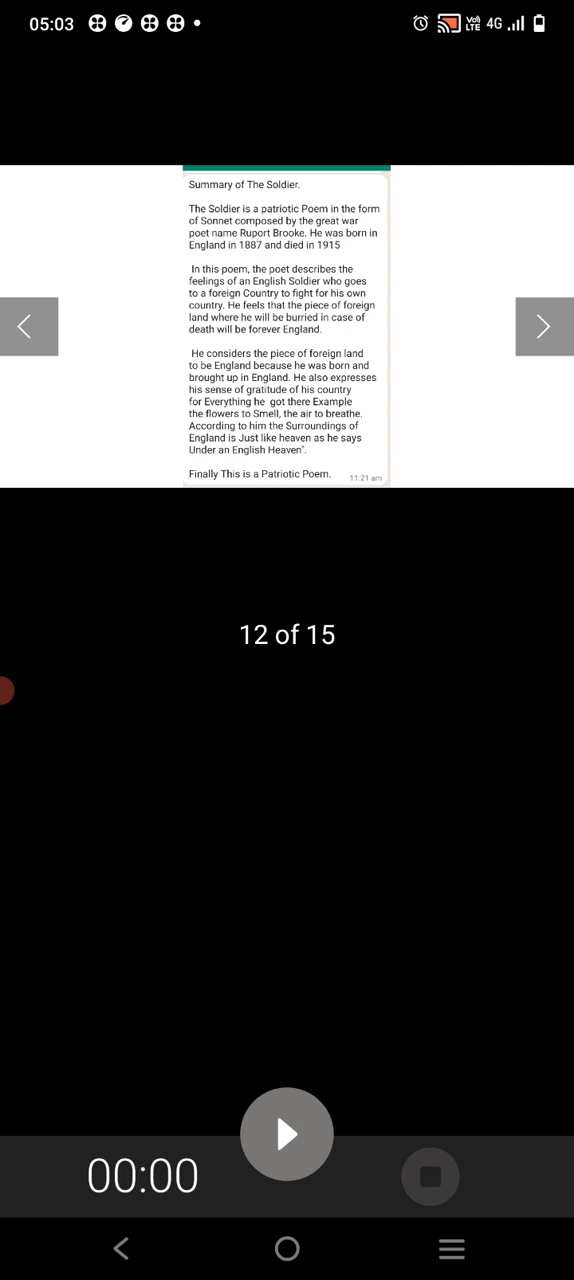 05:03
Vo)
LTE
4G
Summary of The Soldier.
The Soldier is a patriotic Poem in the form
of Sonnet composed by the great war
poet name Ruport Brooke. He was born in
England in 1887 and died in 1915
In this poem, the poet describes the
feelings of an English Soldier who goes
to a foreign Country to fight for his own
country. He feels that the piece of foreign
land where he will be burried in case of
death will be forever England.
He considers the piece of foreign land
to be England because he was born and
brought up in England. He also expresses
his sense of gratitude of his country
for Everything he got there Example
the flowers to Smell, the air to breathe.
According to him the Surroundings of
England is Just like heaven as he says
Under an English Heaven".
Finally This is a Patriotic Poem.
11:21 am
12 of 15
00:00